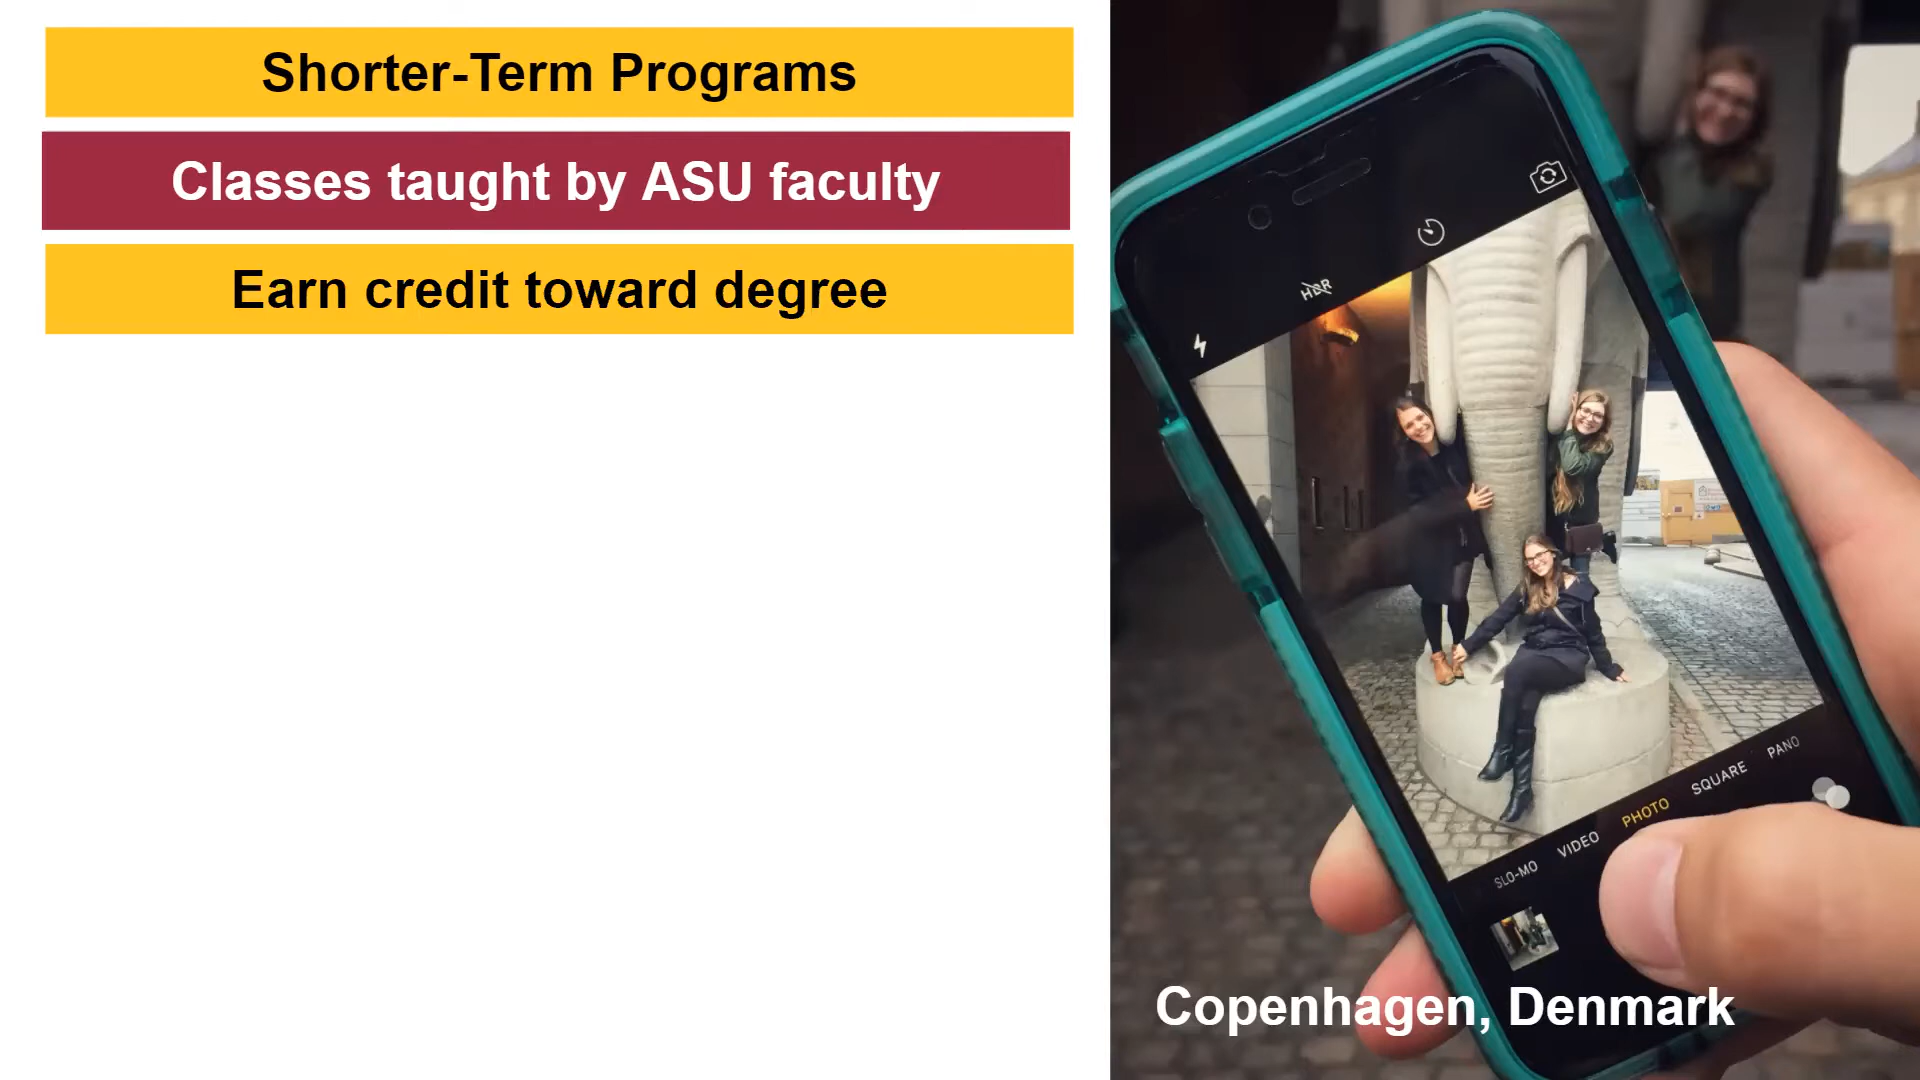 Shorter-Term Programs
Classes taught by ASU faculty
Earn credit toward degree
HDR
SLO-MO VIDEO PHOTO SQUARE PANO
Copenhagen, Denmark